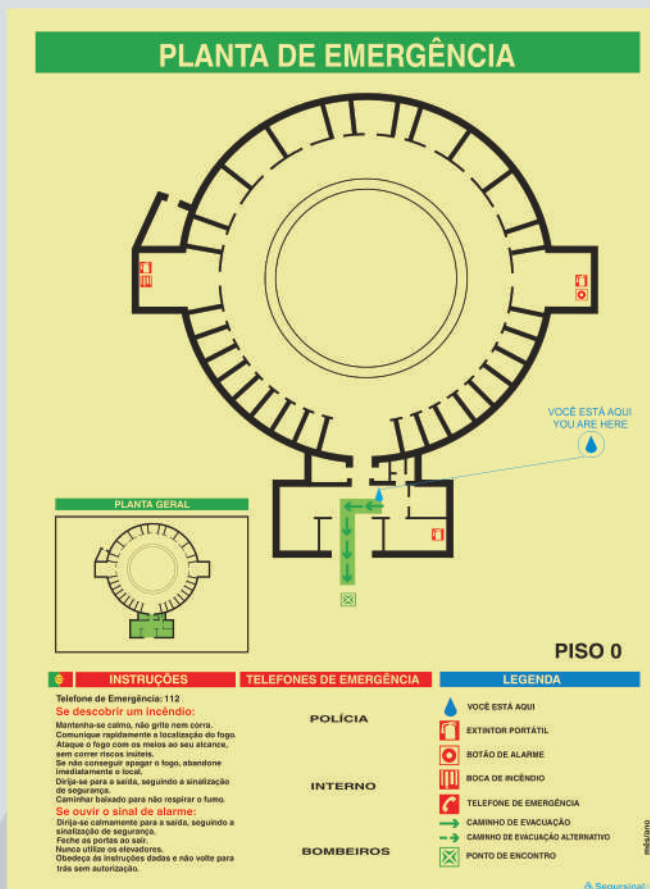 PLANTA DE EMERGÊNCIA
VOCÊ ESTÁ AQUI
YOU ARE HERE
PLANTA GERAL
PISO 0
INSTRUÇÕES
Telefone de Emergência: 112
Se descobrir um incêndio:
Mantenha-se calmo, não grite nem corra.
Comunique rapidamente a localização do fogo.
Ataque o fogo com os meios ao seu alcance,
sem correr riscos inúteis.
Se não conseguir apagar o fogo, abandone
imediatamente o local.
Dirija-se para a saída, seguindo a sinalização
de segurança.
Caminhar baixado para não respirar o fumo.
Se ouvir o sinal de alarme:
Dirija-se calmamente para a saída, seguindo a
sinalização de segurança.
Feche as portas ao sair.
Nunca utilize os elevadores.
Obedeça às instruções dadas e não volte para
trás sem autorização.
TELEFONES DE EMERGÊNCIA
POLÍCIA
INTERNO
BOMBEIROS
LEGENDA
VOCÊ ESTÁ AQUI
EXTINTOR PORTÁTIL
BOTÃO DE ALARME
BOCA DE INCÊNDIO
TELEFONE DE EMERGÊNCIA
CAMINHO DE EVACUAÇÃO
CAMINHO DE EVACUAÇÃO ALTERNATIVO
PONTO DE ENCONTRO
mês/ano
Segursinal